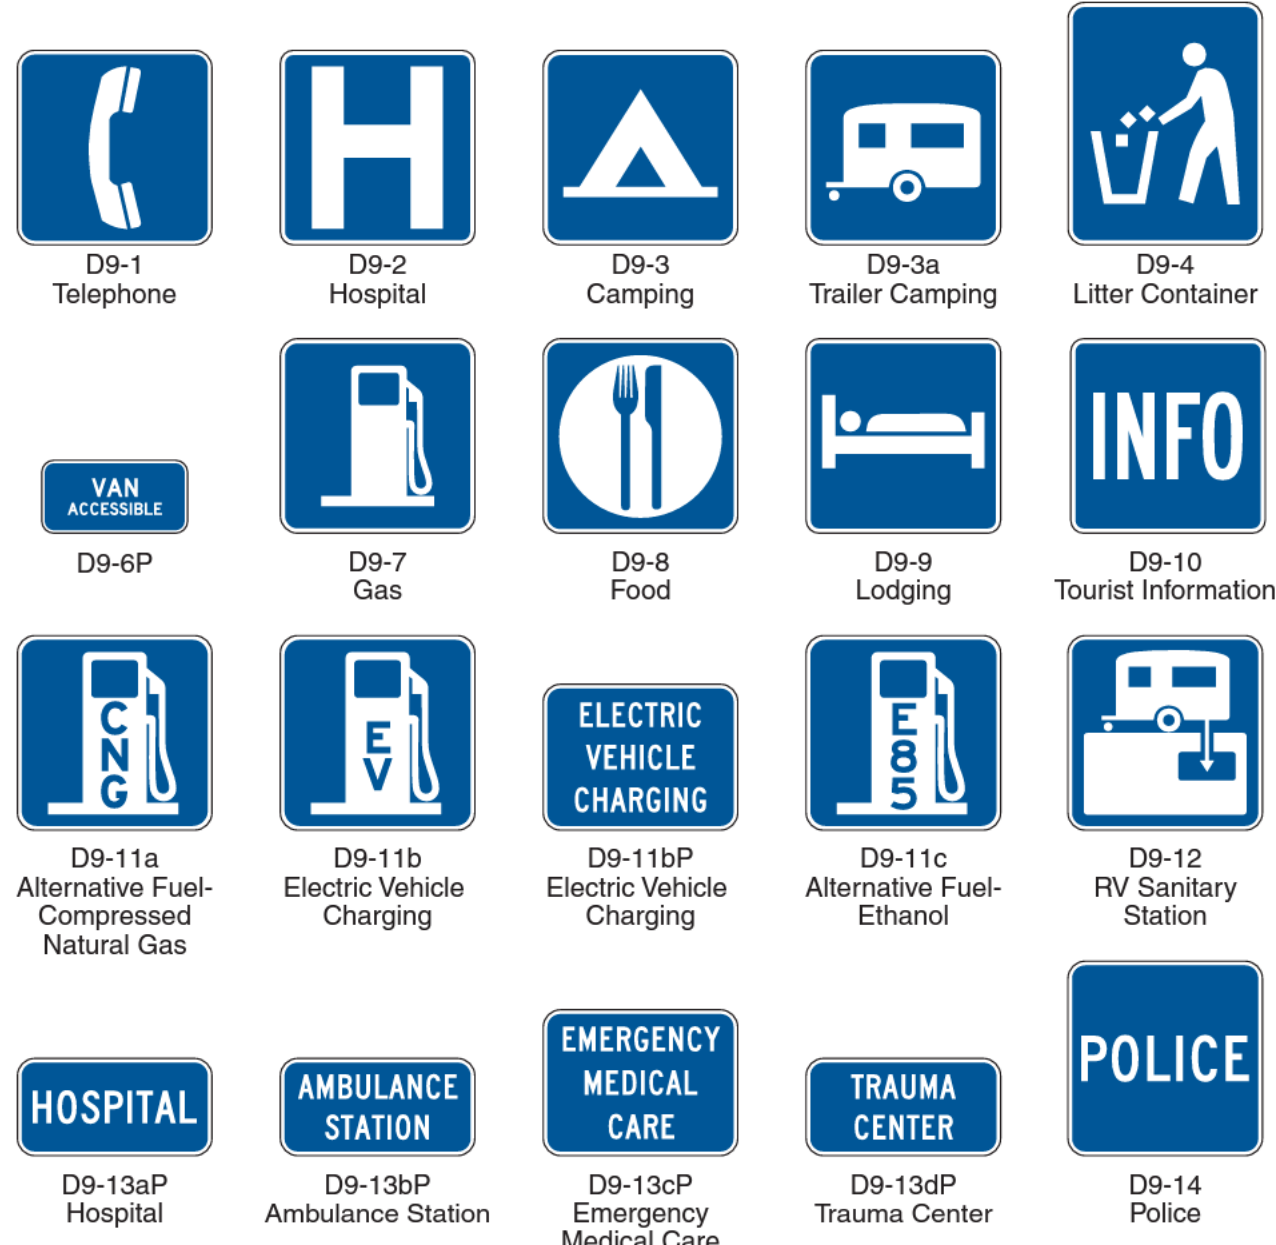 H
D9-1
Telephone
D9-2
Hospital
D9-3
Camping
D9-3a
Trailer Camping
D9-4
Litter Container
VAN
ACCESSIBLE
INFO
D9-6P
D9-7
Gas
D9-8
Food
D9-9
Lodging
D9-10
Tourist Information
C
N
G
E
V
ELECTRIC
VEHICLE
CHARGING
E
8
5
D9-11a
Alternative Fuel-
Compressed
Natural Gas
D9-11b
Electric Vehicle
Charging
D9-11bP
Electric Vehicle
Charging
D9-11c
Alternative Fuel-
Ethanol
D9-12
RV Sanitary
Station
HOSPITAL
AMBULANCE
STATION
EMERGENCY
MEDICAL
CARE
TRAUMA
CENTER
POLICE
D9-13aP
Hospital
D9-13bP
Ambulance Station
D9-13cP
Emergency
Medical Care
D9-13dP
Trauma Center
D9-14
Police